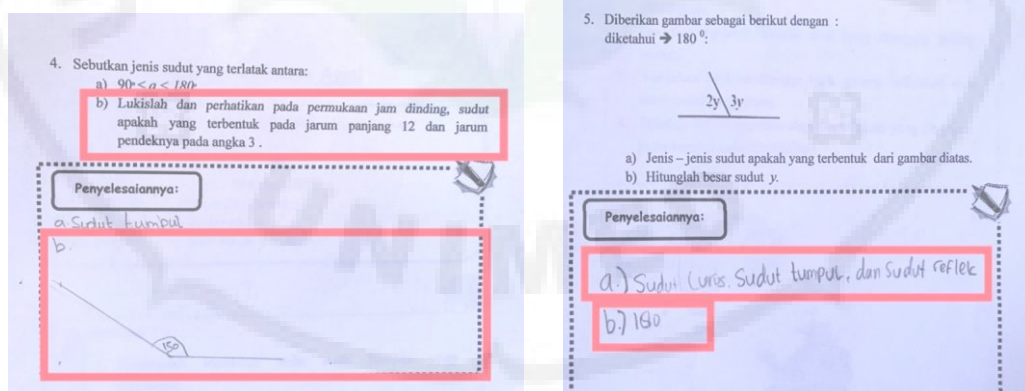 4. Sebutkan jenis sudut yang terlatak antara:
a) 90° < a < 180°
b) Lukislah dan perhatikan pada permukaan jam dinding, sudut
apakah yang terbentuk pada jarum panjang 12 dan jarum
pendeknya pada angka 3 .
Penyelesaiannya:
a. Sudut tumpul
b.
150
5. Diberikan gambar sebagai berikut dengan :
diketahui ➔ 180 ⁰:
2y 3y
a) Jenis – jenis sudut apakah yang terbentuk dari gambar diatas.
b) Hitunglah besar sudut y.
Penyelesaiannya:
a.) Sudut Lurus. Sudut tumpul, dan Sudut reflek
b.) 180
UNIMED